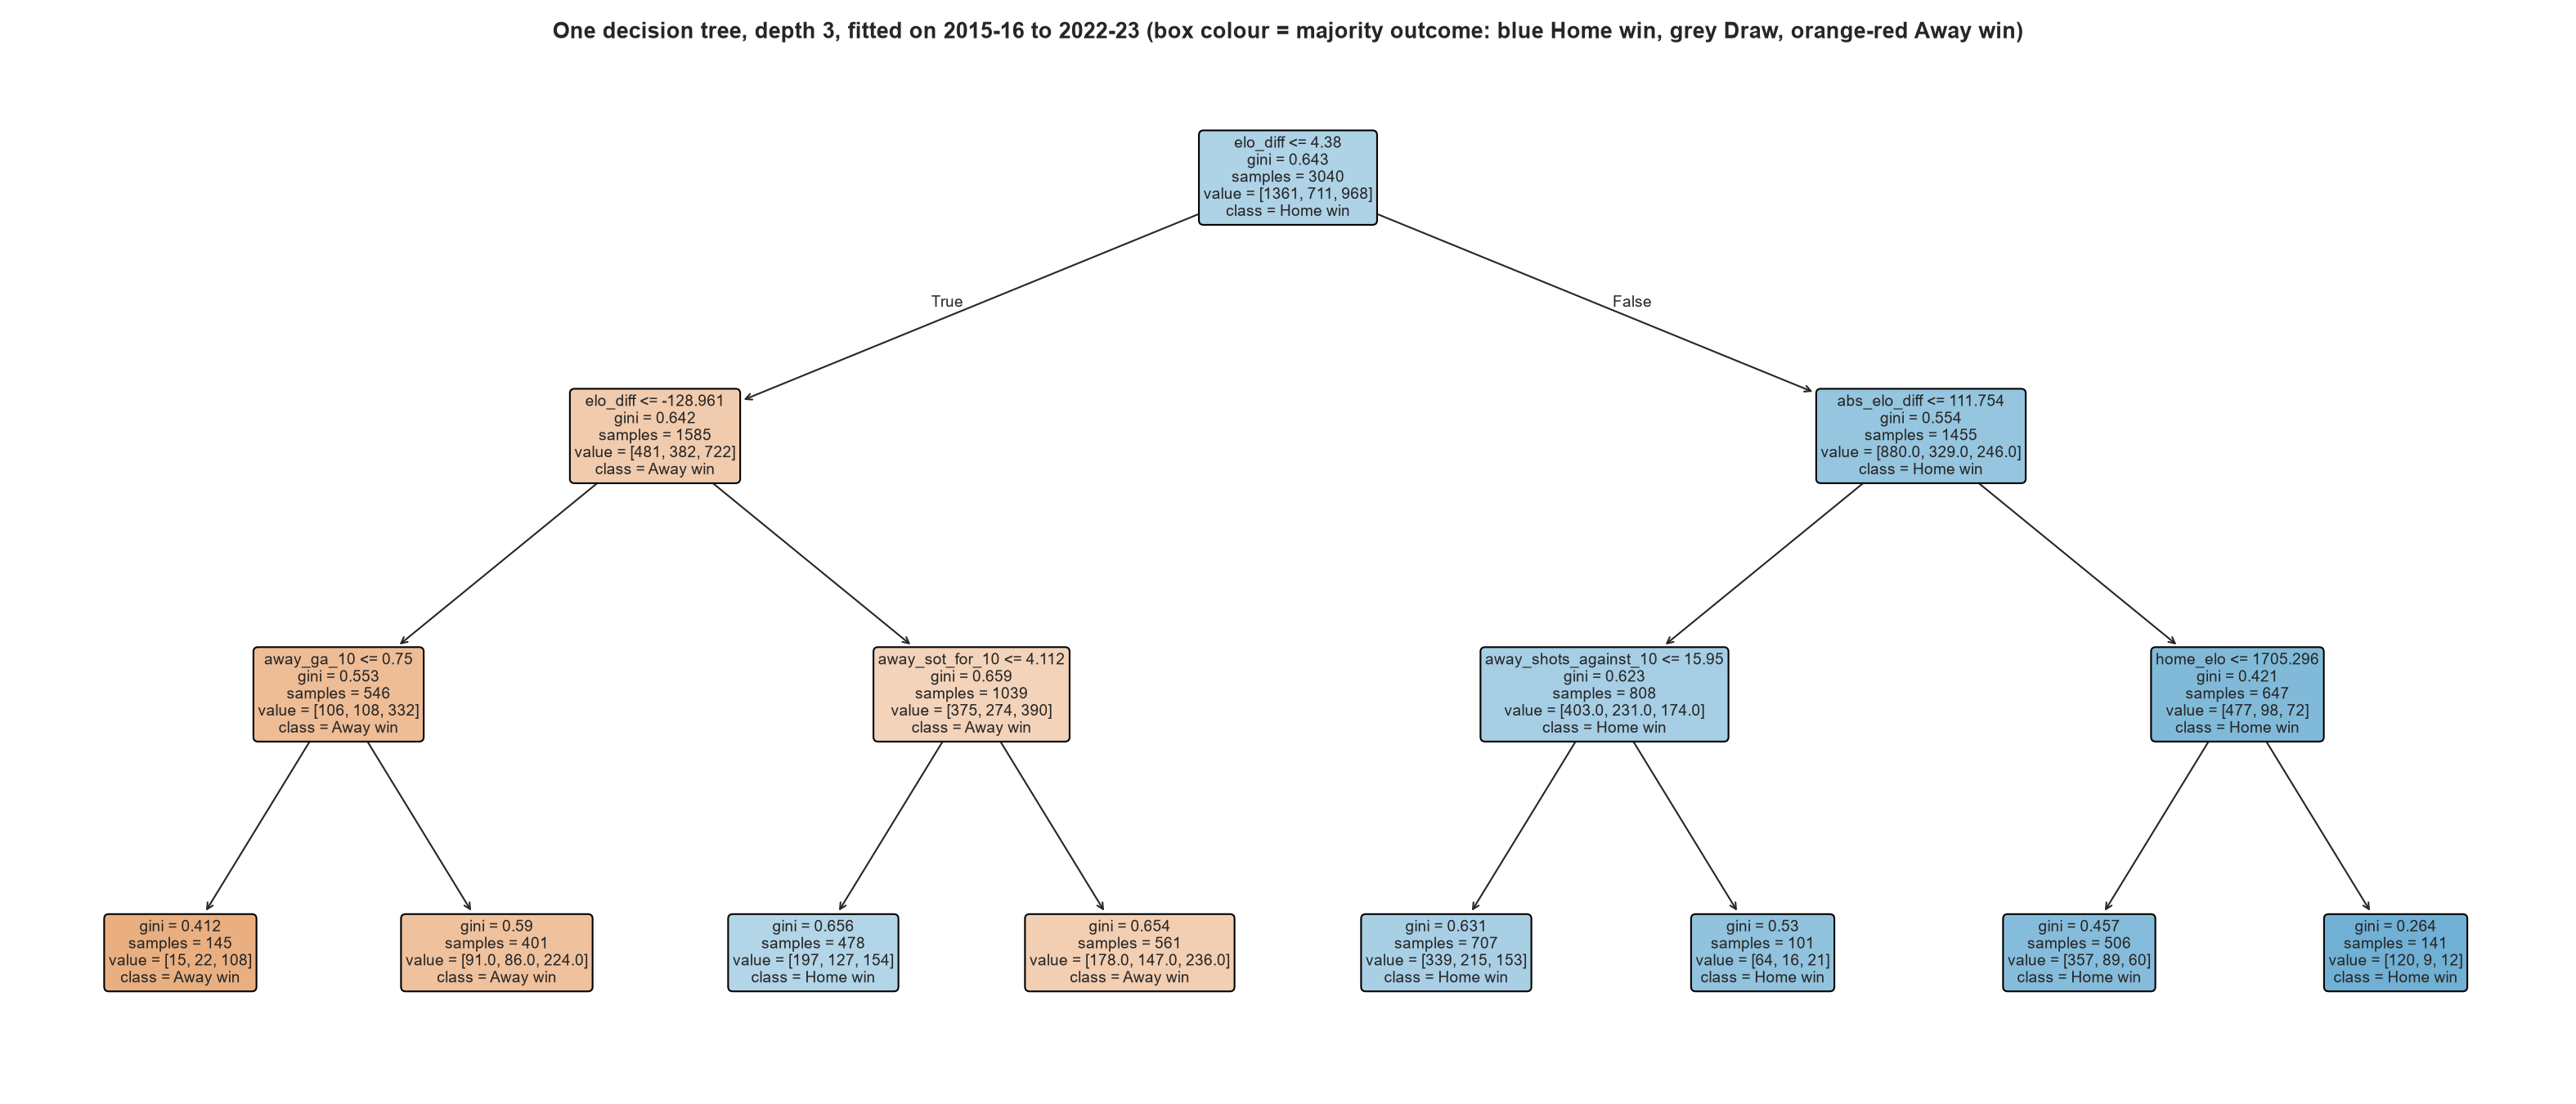 One decision tree, depth 3, fitted on 2015-16 to 2022-23 (box colour = majority outcome: blue Home win, grey Draw, orange-red Away win)
elo_diff <= 4.38
gini = 0.643
samples = 3040
value = [1361, 711, 968]
class = Home win
True
False
elo_diff <= -128.961
gini = 0.642
samples = 1585
value = [481, 382, 722]
class = Away win
abs_elo_diff <= 111.754
gini = 0.554
samples = 1455
value = [880.0, 329.0, 246.0]
class = Home win
away_ga_10 <= 0.75
gini = 0.553
samples = 546
value = [106, 108, 332]
class = Away win
away_sot_for_10 <= 4.112
gini = 0.659
samples = 1039
value = [375, 274, 390]
class = Away win
away_shots_against_10 <= 15.95
gini = 0.623
samples = 808
value = [403.0, 231.0, 174.0]
class = Home win
home_elo <= 1705.296
gini = 0.421
samples = 647
value = [477, 98, 72]
class = Home win
gini = 0.412
samples = 145
value = [15, 22, 108]
class = Away win
gini = 0.59
samples = 401
value = [91.0, 86.0, 224.0]
class = Away win
gini = 0.656
samples = 478
value = [197, 127, 154]
class = Home win
gini = 0.654
samples = 561
value = [178.0, 147.0, 236.0]
class = Away win
gini = 0.631
samples = 707
value = [339, 215, 153]
class = Home win
gini = 0.53
samples = 101
value = [64, 16, 21]
class = Home win
gini = 0.457
samples = 506
value = [357, 89, 60]
class = Home win
gini = 0.264
samples = 141
value = [120, 9, 12]
class = Home win